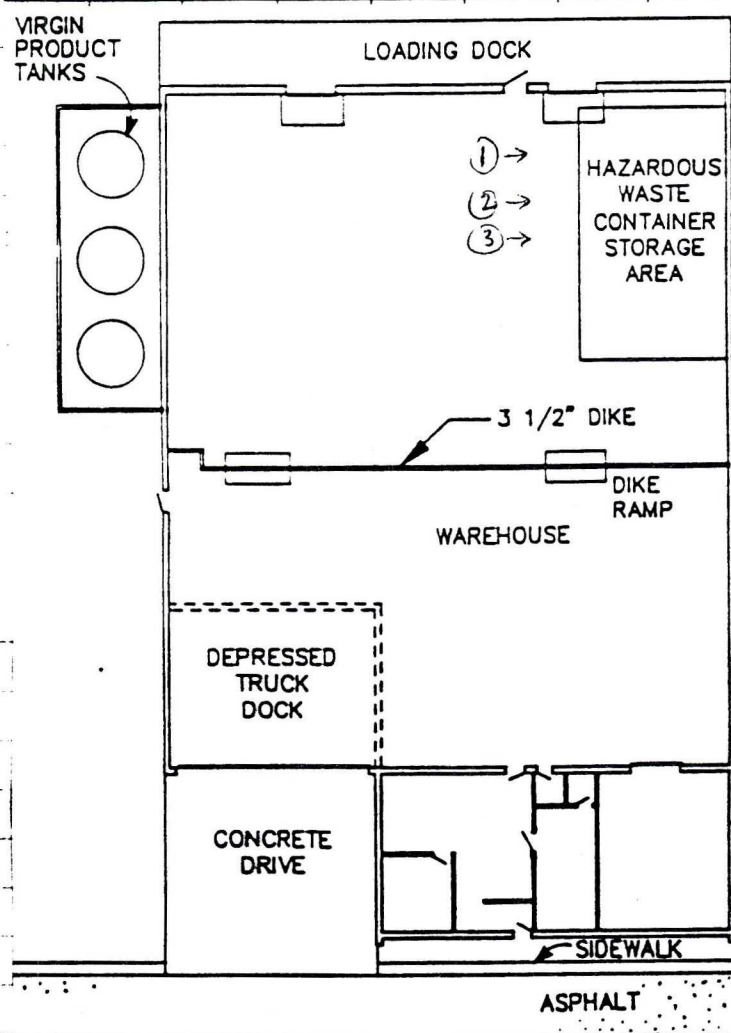 VIRGIN
PRODUCT
TANKS
LOADING DOCK
① →
② →
③ →
HAZARDOUS
WASTE
CONTAINER
STORAGE
AREA
3 1/2" DIKE
DIKE
RAMP
WAREHOUSE
DEPRESSED
TRUCK
DOCK
CONCRETE
DRIVE
SIDEWALK
ASPHALT